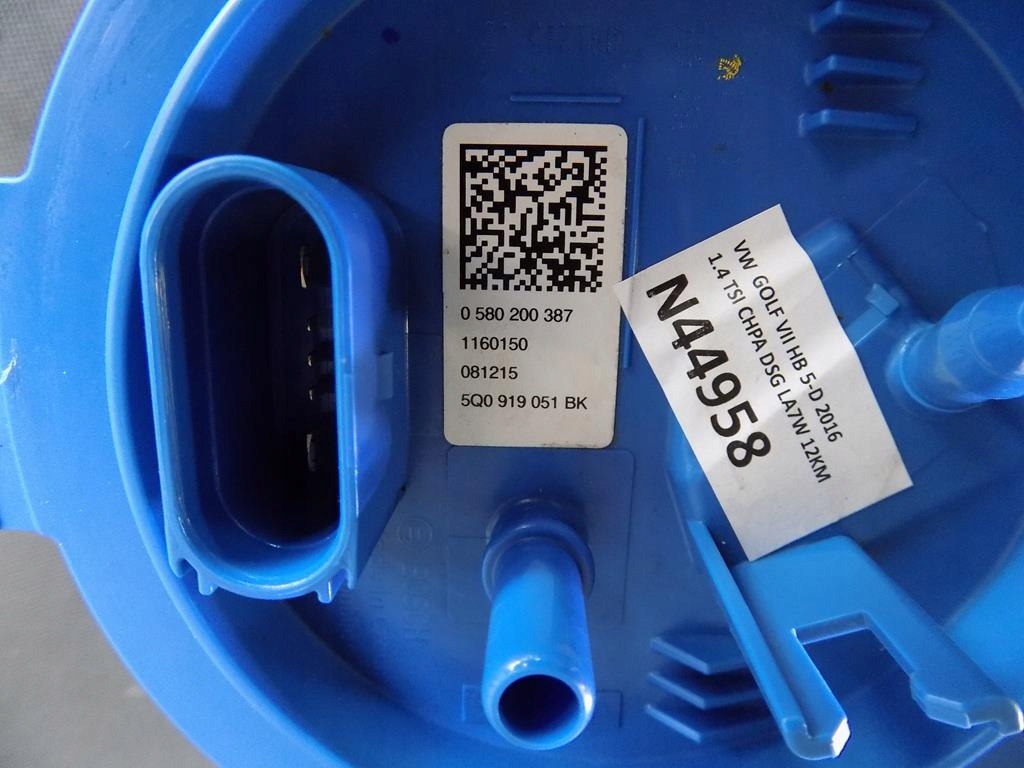 0 580 200 387
1160150
081215
5Q0 919 051 BK
VW GOLF VII HB 5-D 2016
1.4 TSI CHPA DSG LA7W 12KM
N44958